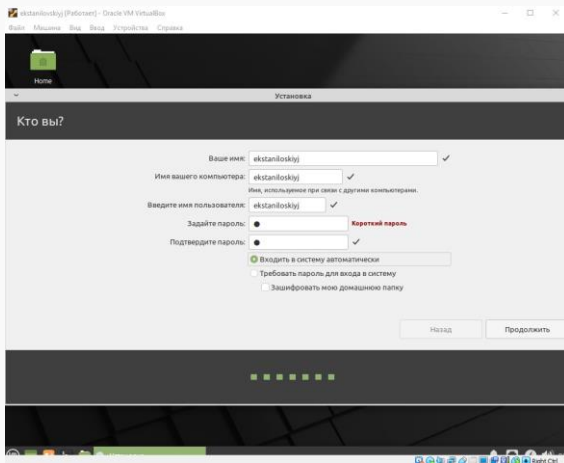 ekstanilovskiyj [Работает] - Oracle VM VirtualBox
Файл Машина Вид Ввод Устройства Справка
Home
Установка
Кто вы?
Ваше имя: ekstaniloskiyj
Имя вашего компьютера: ekstaniloskiyj
Имя, используемое при связи с другими компьютерами.
Введите имя пользователя: ekstaniloskiyj
Задайте пароль: Короткий пароль
Подтвердите пароль:
Входить в систему автоматически
Требовать пароль для входа в систему
Зашифровать мою домашнюю папку
Назад Продолжить
Right Ctrl